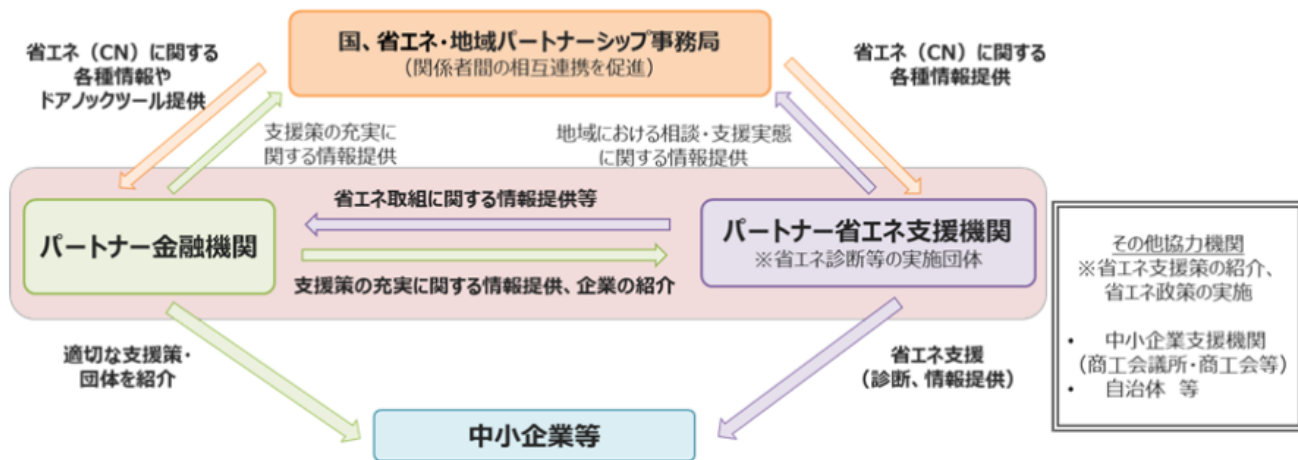 国、省エネ・地域パートナーシップ事務局
（関係者間の相互連携を促進）
省エネ（CN）に関する
各種情報や
ドアノックツール提供
省エネ（CN）に関する
各種情報提供
支援策の充実に
関する情報提供
地域における相談・支援実態
に関する情報提供
省エネ取組に関する情報提供等
パートナー金融機関
パートナー省エネ支援機関
※省エネ診断等の実施団体
支援策の充実に関する情報提供、企業の紹介
その他協力機関
※省エネ支援策の紹介、
省エネ政策の実施
• 中小企業支援機関
（商工会議所・商工会等）
• 自治体 等
適切な支援策・
団体を紹介
省エネ支援
（診断、情報提供）
中小企業等